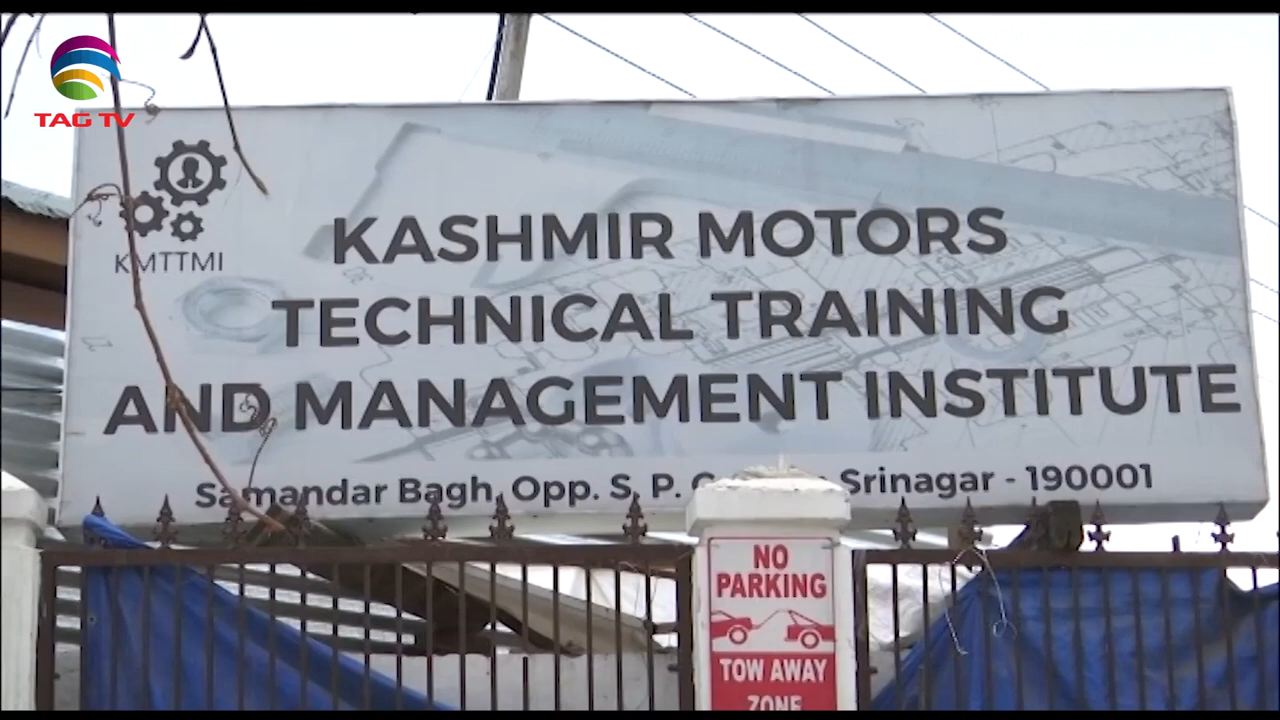 TAG TV
KMTTMI
KASHMIR MOTORS
TECHNICAL TRAINING
AND MANAGEMENT INSTITUTE
Samandar Bagh, Opp. S. P. Srinagar - 190001
NO
PARKING
TOW AWAY
ZONE